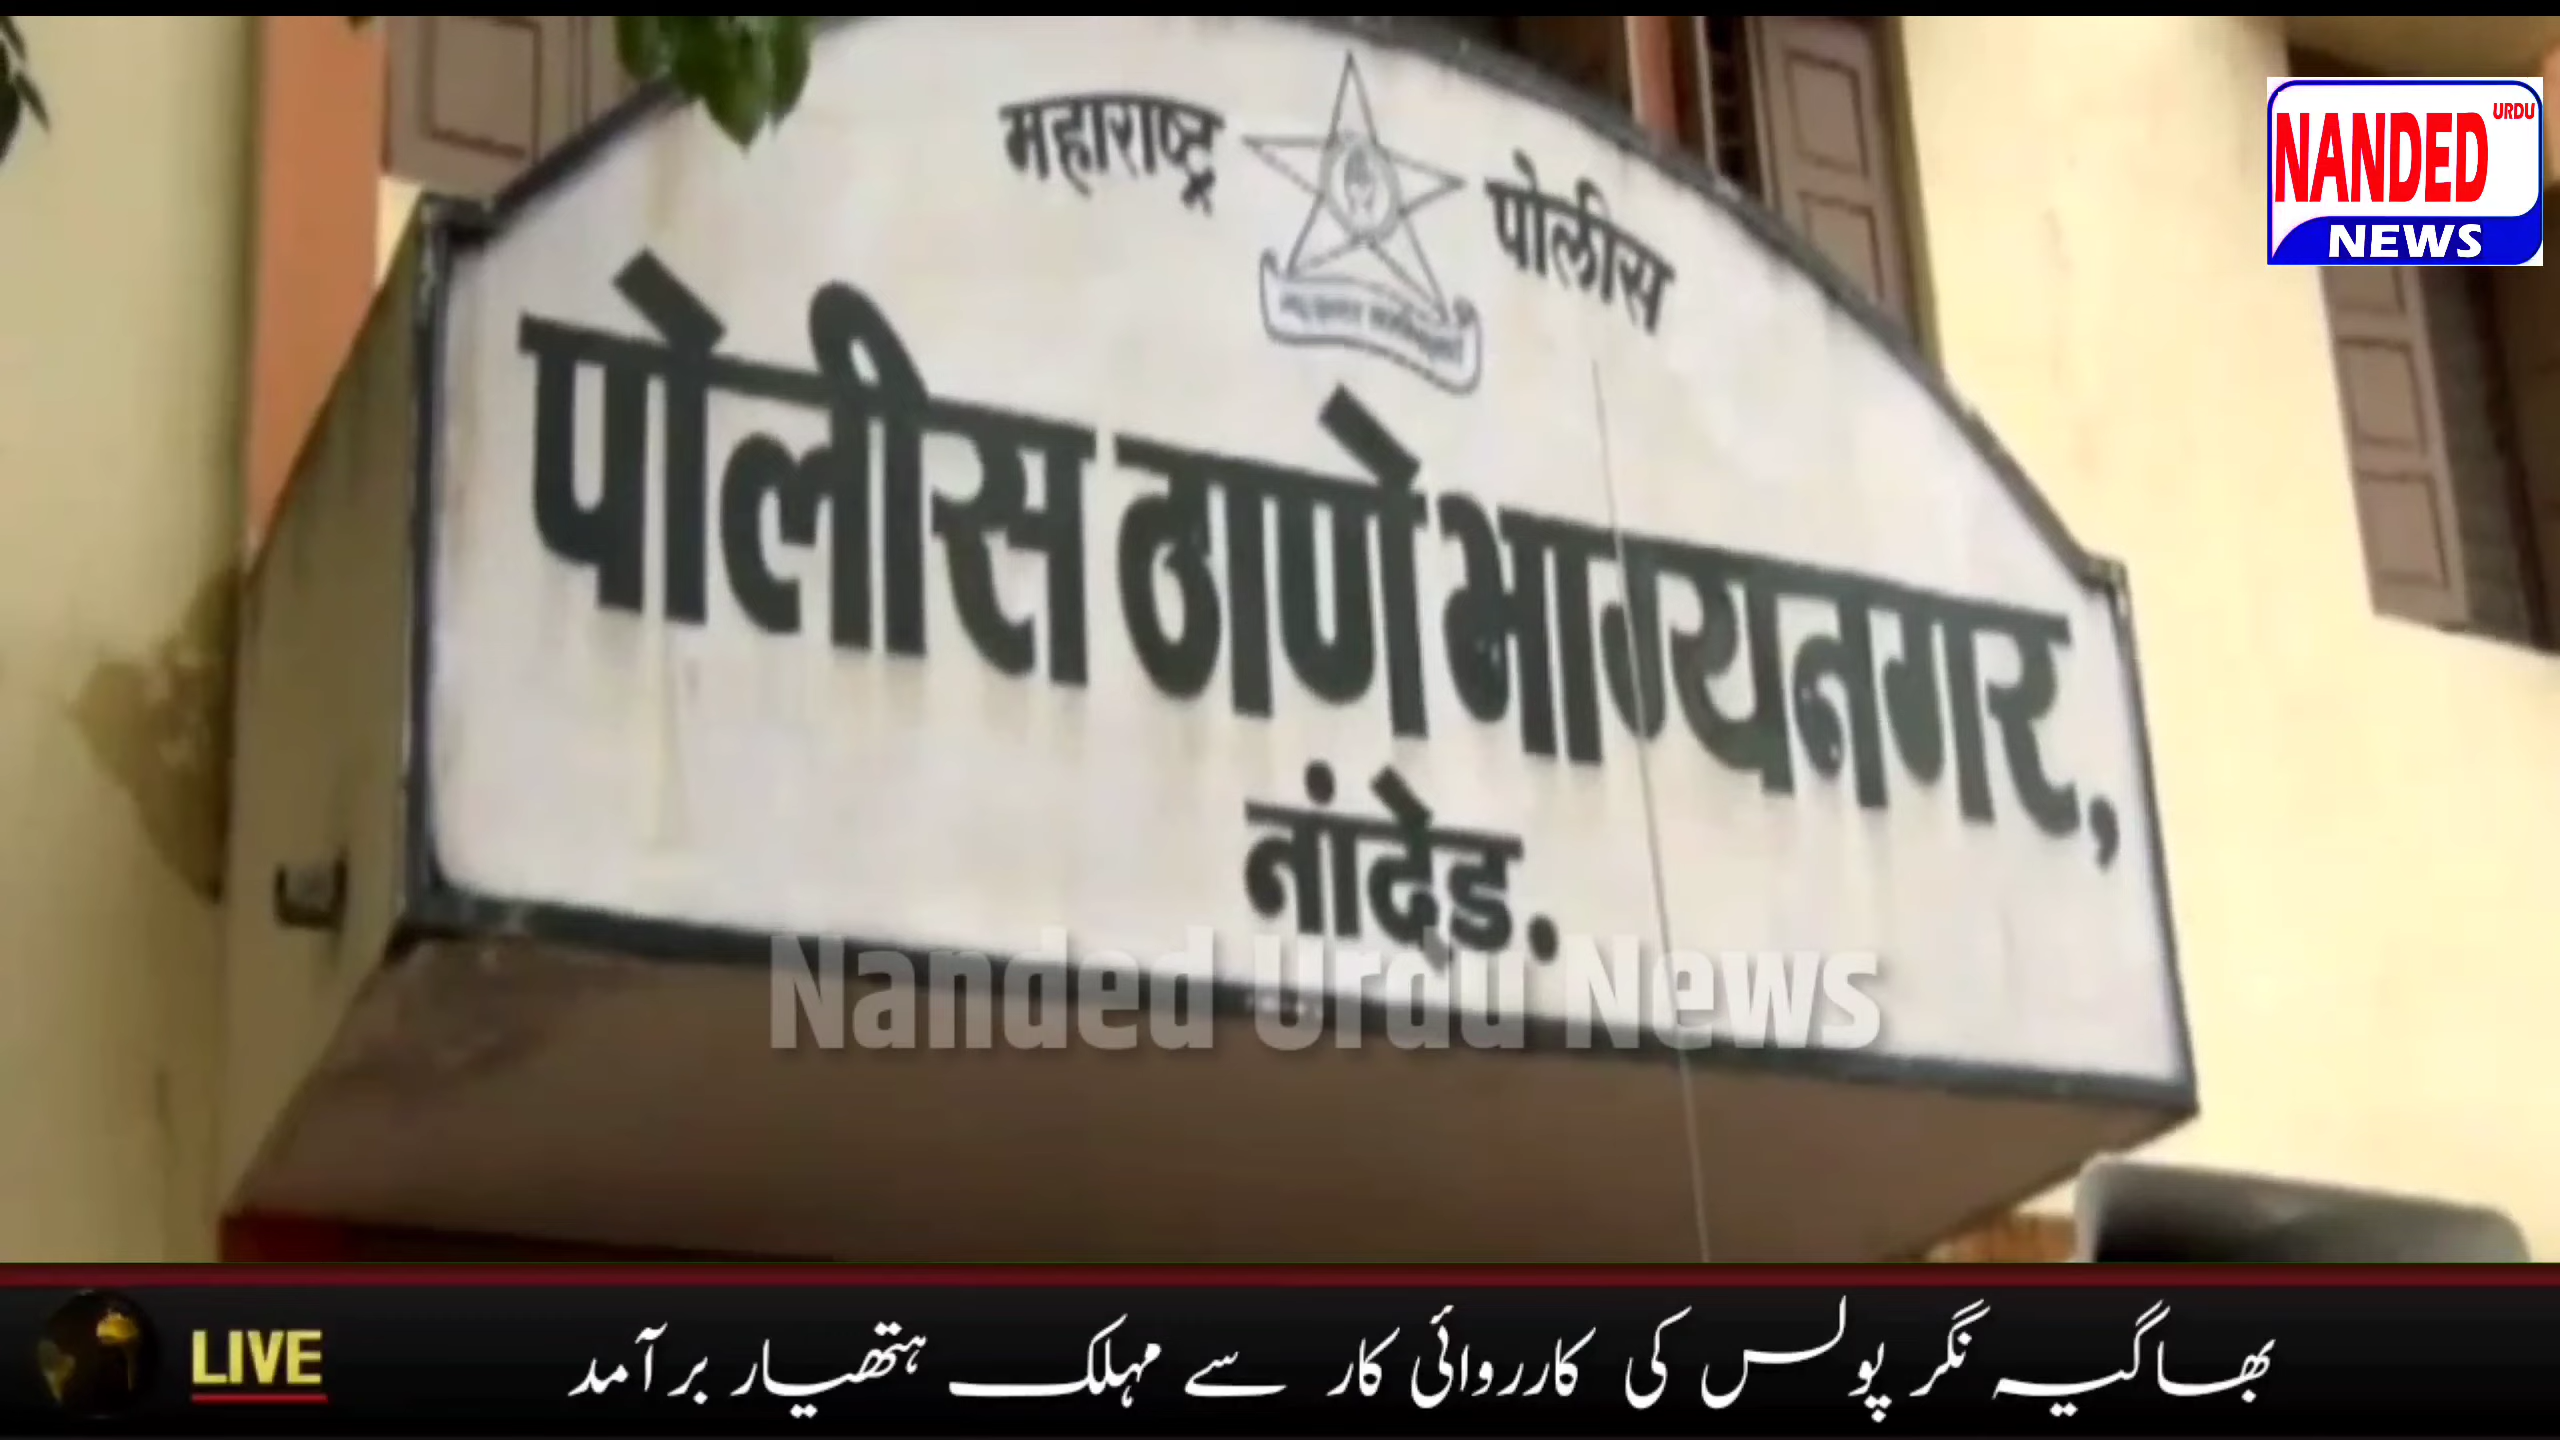 महाराष्ट्र पोलीस
URDU
NANDED
NEWS
पोलीस ठाणे भाग्यनगर,
नांदेड.
Nanded Urdu News
LIVE
بھاگیہ نگر پولس کی کارروائی کار سے مہلک ہتھیار برآمد